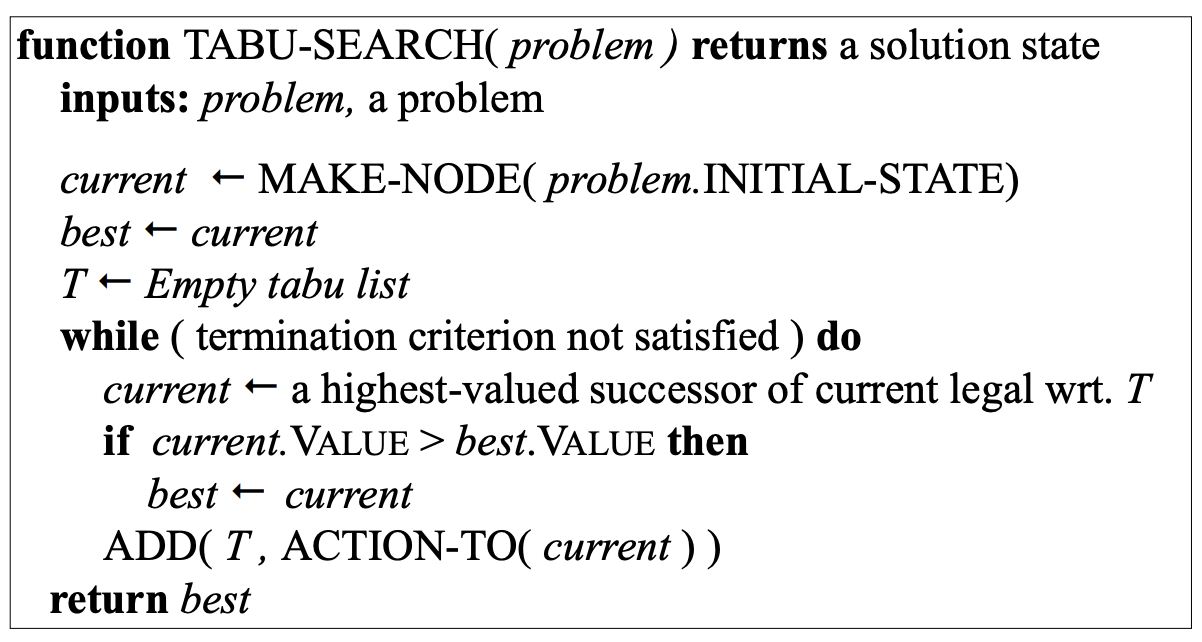 function TABU-SEARCH( problem ) returns a solution state
inputs: problem, a problem
current ← MAKE-NODE( problem.INITIAL-STATE)
best ← current
T ← Empty tabu list
while ( termination criterion not satisfied ) do
current ← a highest-valued successor of current legal wrt. T
if current.VALUE > best.VALUE then
best ← current
ADD( T , ACTION-TO( current ) )
return best